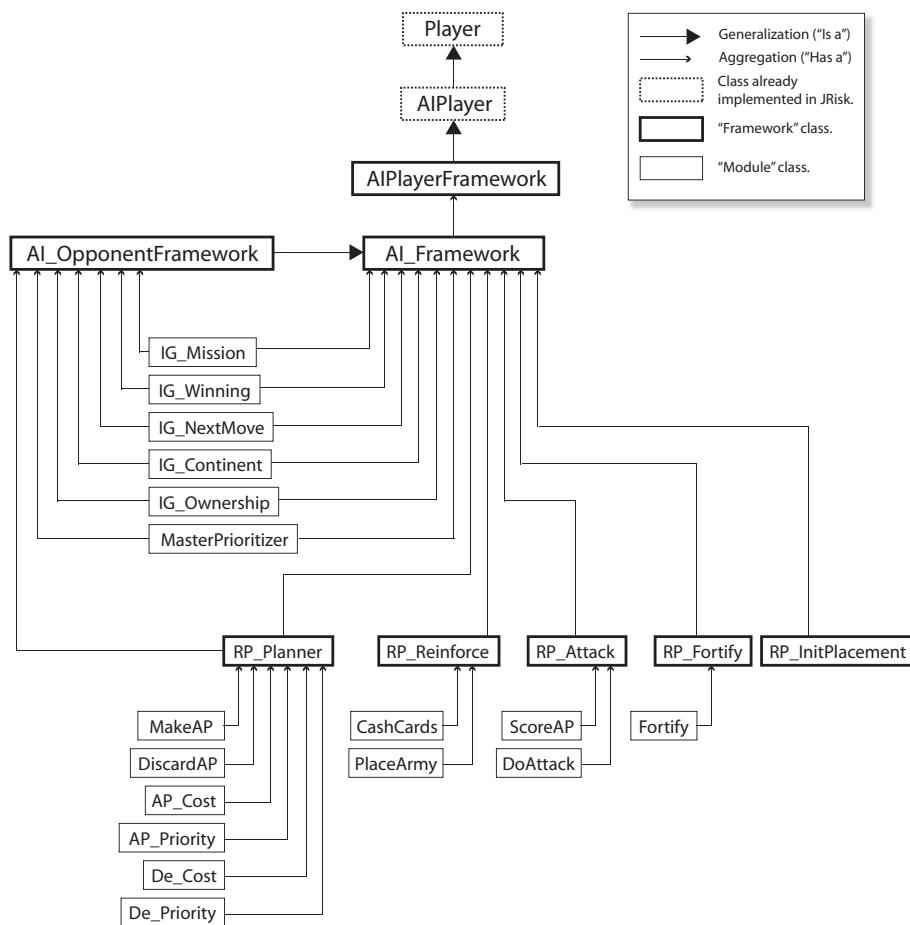 Player
AIPlayer
AIPlayerFramework
AI_OpponentFramework
AI_Framework
Generalization (“Is a”)
Aggregation (“Has a”)
Class already
implemented in JRisk.
“Framework” class.
“Module” class.
IG_Mission
IG_Winning
IG_NextMove
IG_Continent
IG_Ownership
MasterPrioritizer
RP_Planner
RP_Reinforce
RP_Attack
RP_Fortify
RP_InitPlacement
MakeAP
DiscardAP
AP_Cost
AP_Priority
De_Cost
De_Priority
CashCards
PlaceArmy
ScoreAP
DoAttack
Fortify